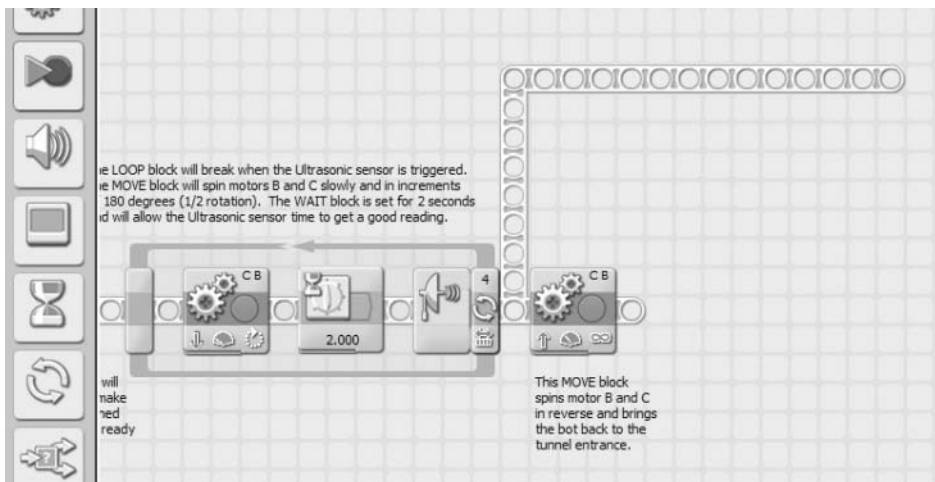 e LOOP block will break when the Ultrasonic sensor is triggered.
e MOVE block will spin motors B and C slowly and in increments
180 degrees (1/2 rotation). The WAIT block is set for 2 seconds
d will allow the Ultrasonic sensor time to get a good reading.
C B
4
C B
2.000
will
make
ned
ready
This MOVE block
spins motor B and C
in reverse and brings
the bot back to the
tunnel entrance.